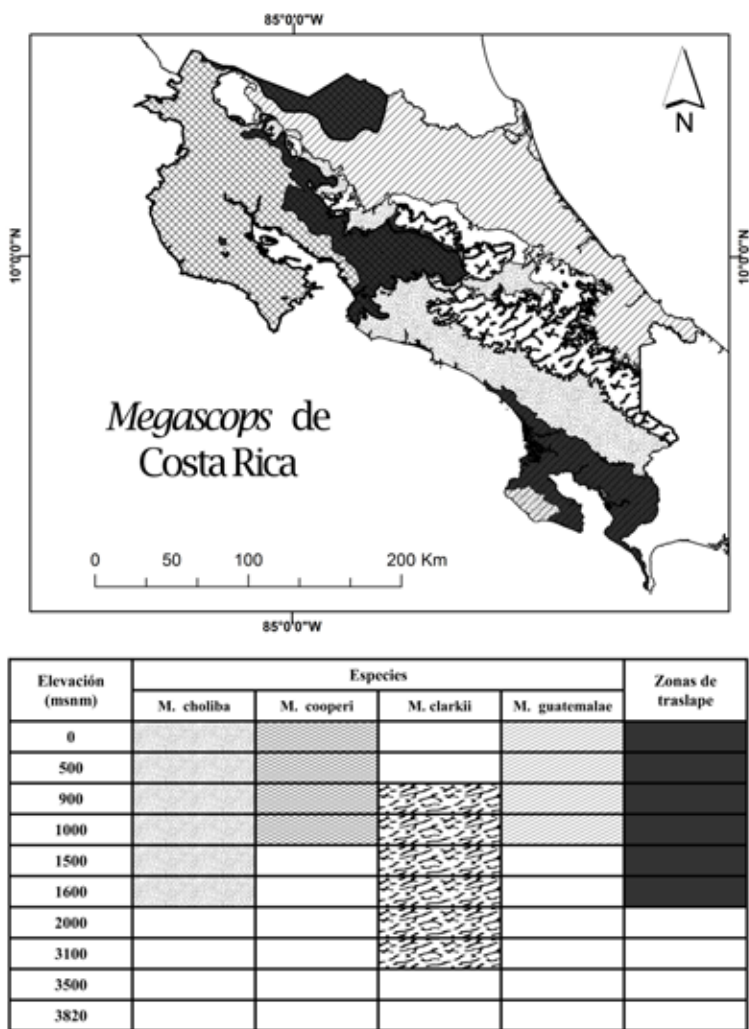 85°0'0"W
N
10°0'0"N
10°0'0"N
Megascops de
Costa Rica
0 50 100 200 Km
85°0'0"W
Elevación (msnm) Especies Zonas de traslape
M. choliba M. cooperi M. clarkii M. guatemalae
0
500
900
1000
1500
1600
2000
3100
3500
3820